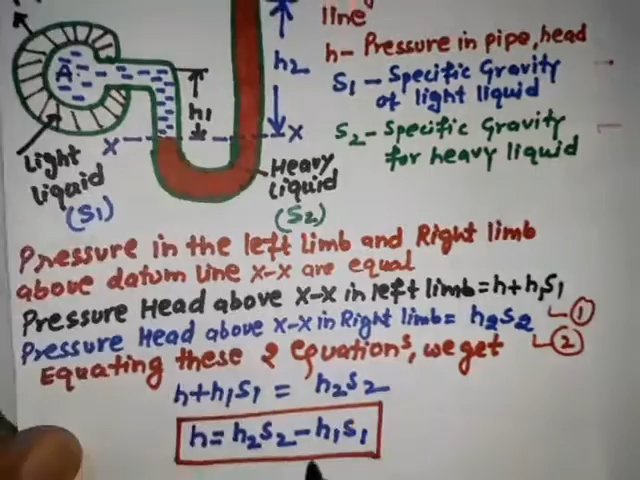 line
h- Pressure in pipe, head
S1 - Specific Gravity
of light liquid
S2 - Specific Gravity
for heavy liquid
A
h1
h2
X
X
Light
liquid
(S1)
Heavy
Liquid
(S2)
Pressure in the left limb and Right limb
above datum line X-X are equal
Pressure Head above X-X in left limb = h+h1S1
①
Pressure Head above X-X in Right limb = h2S2
②
Equating these 2 equations, we get
h+h1S1 = h2S2
h = h2S2 - h1S1